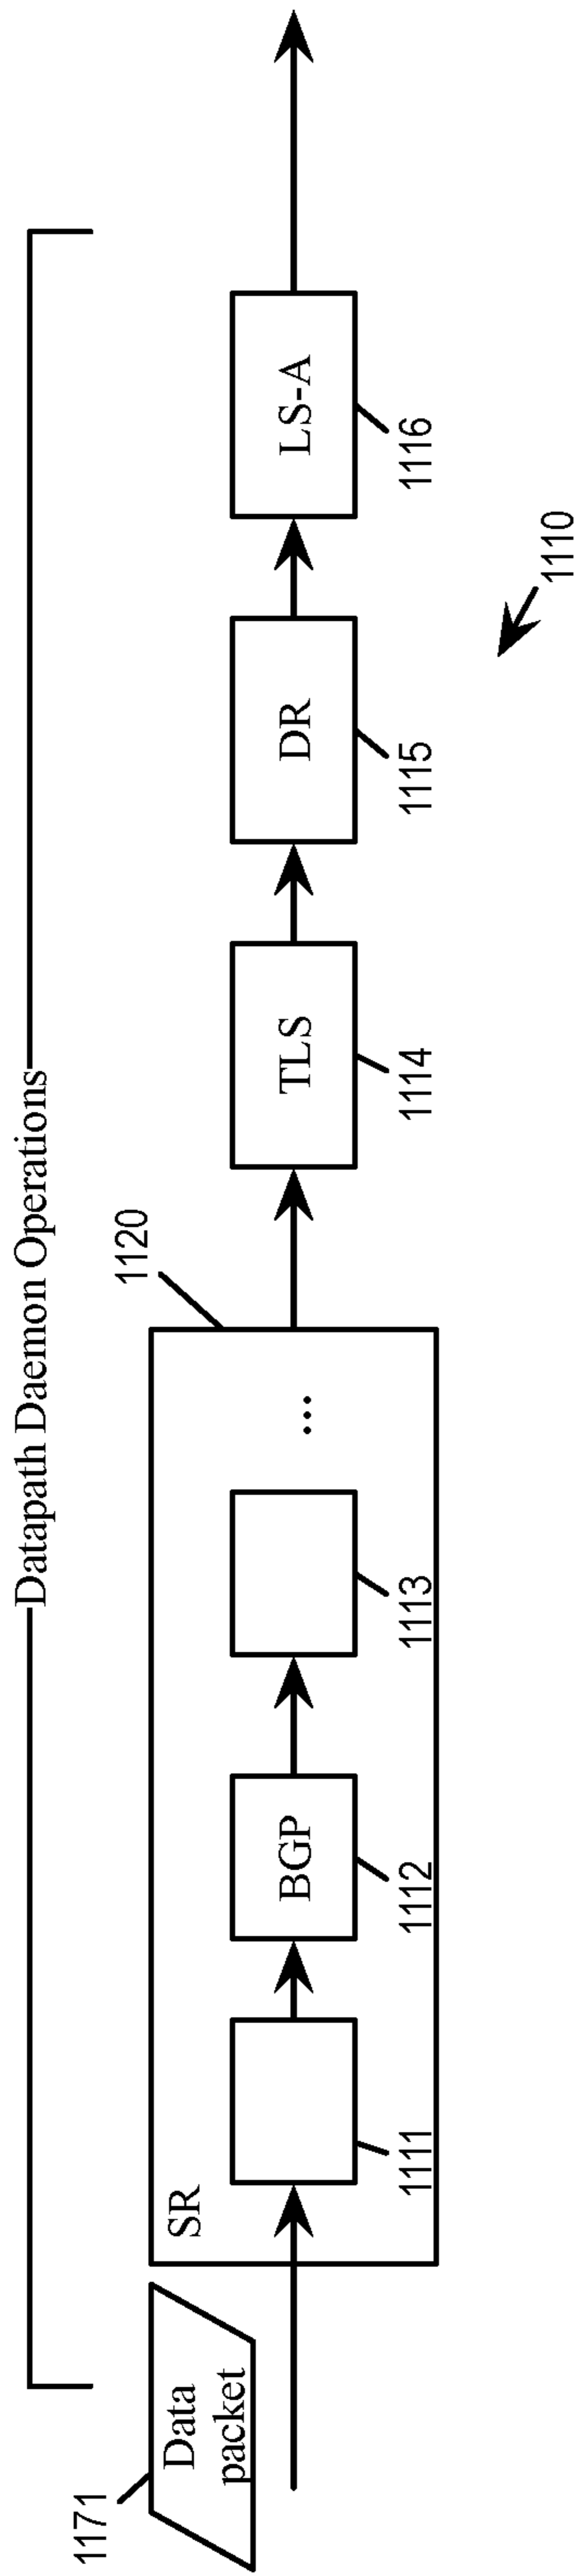 Datapath Daemon Operations
1171
Data
packet
SR
1120
BGP
...
TLS
DR
LS-A
1111
1112
1113
1114
1115
1116
1110